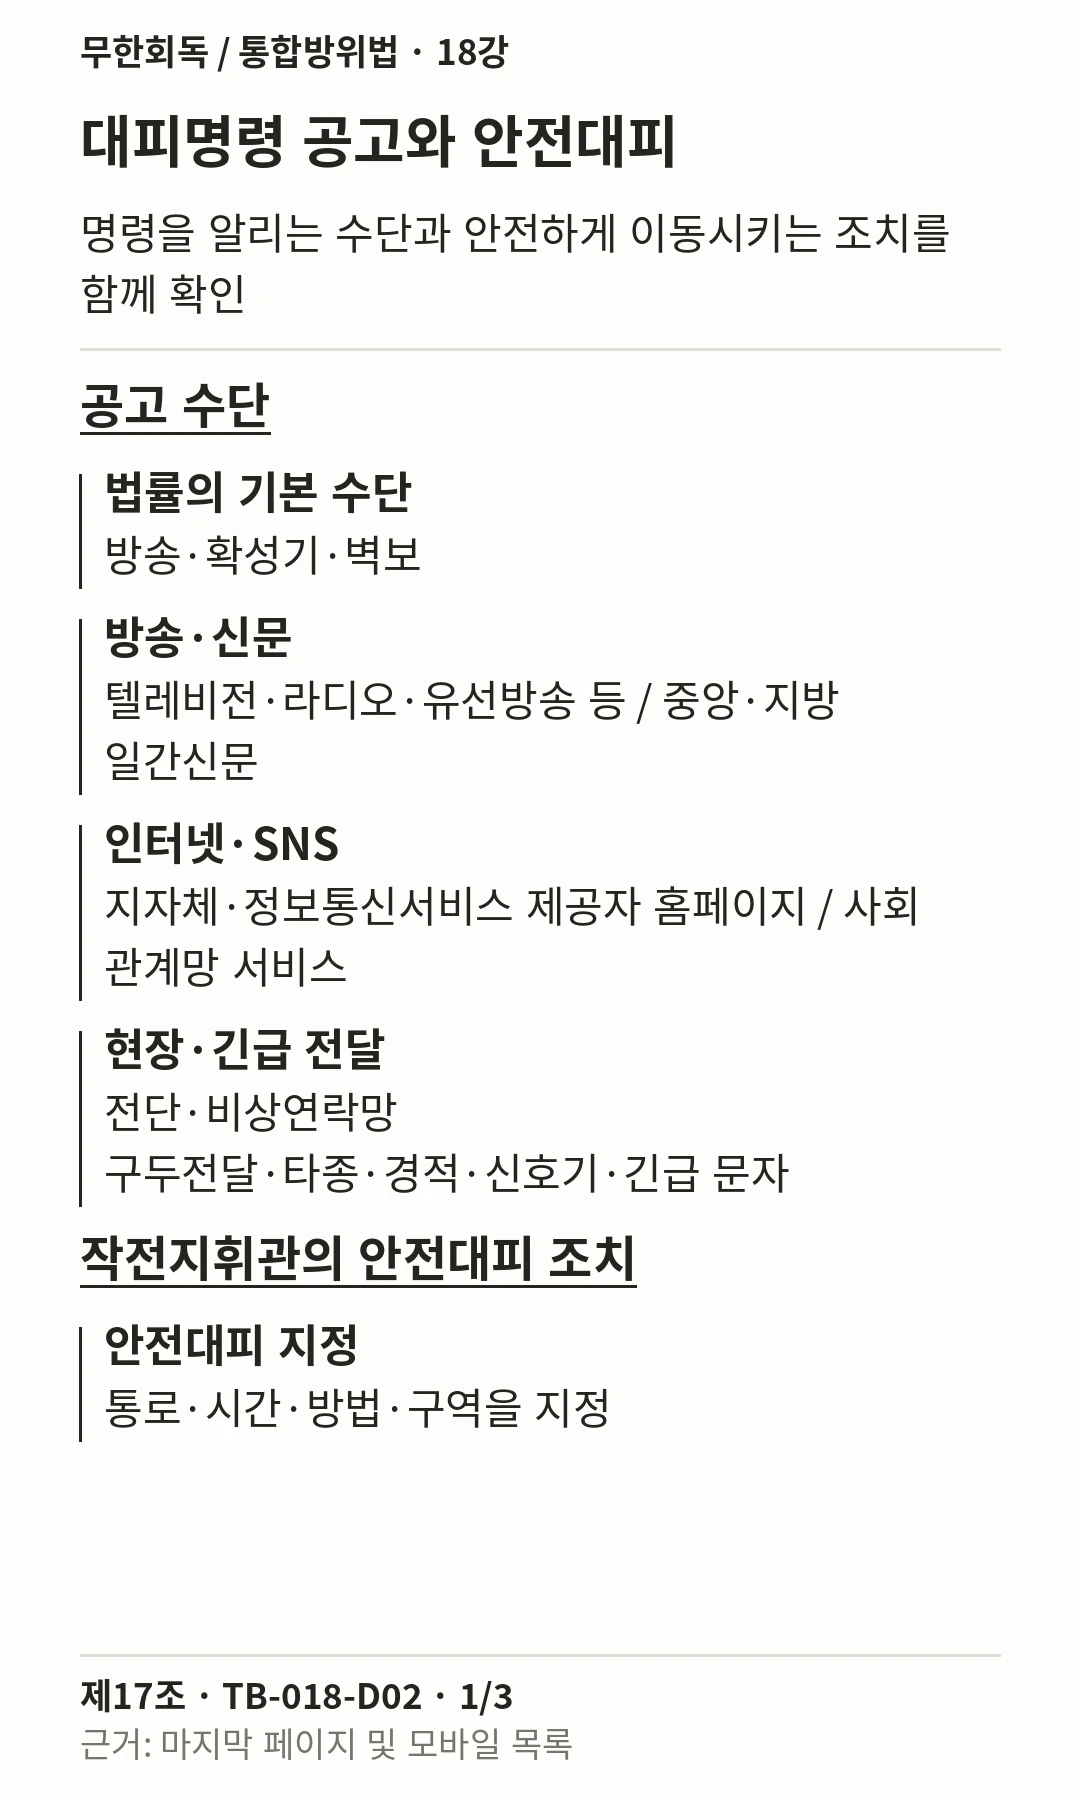 무한회독 / 통합방위법 · 18강
대피명령 공고와 안전대피
명령을 알리는 수단과 안전하게 이동시키는 조치를
함께 확인
공고 수단
법률의 기본 수단
방송·확성기·벽보
방송·신문
텔레비전·라디오·유선방송 등 / 중앙·지방
일간신문
인터넷·SNS
지자체·정보통신서비스 제공자 홈페이지 / 사회
관계망 서비스
현장·긴급 전달
전단·비상연락망
구두전달·타종·경적·신호기·긴급 문자
작전지휘관의 안전대피 조치
안전대피 지정
통로·시간·방법·구역을 지정
제17조 · TB-018-D02 · 1/3
근거: 마지막 페이지 및 모바일 목록